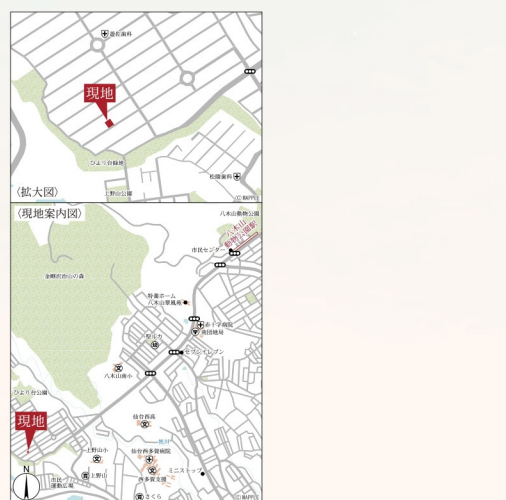 遊佐歯科
現地
ひより台緑地
松陵歯科
上野山公園
〈拡大図〉
〈現地案内図〉
八木山動物公園
八木山
動物公園駅
市民センター
金剛沢治山の森
特養ホーム
八木山翠風苑
赤十字病院
セブンイレブン
八木山南小
ひより台公園
現地
仙台西高
上野山小
仙台西多賀病院
上野山
西多賀支援
ミニストップ
市民
運動広場
さくら
N